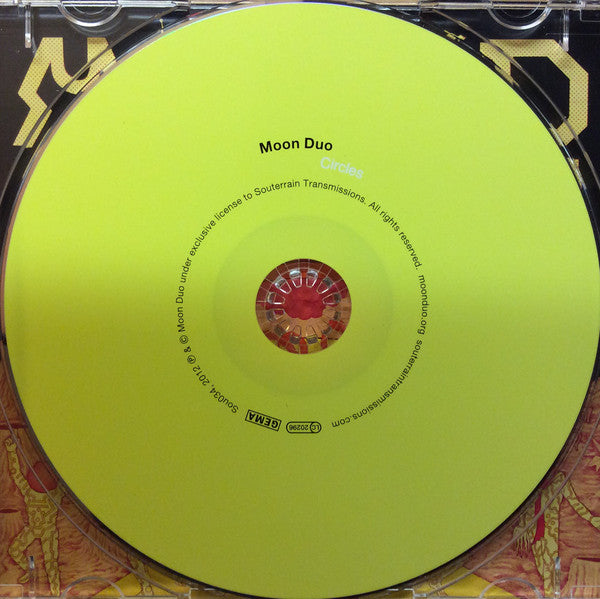 Moon Duo
Circles
Sou034, 2012 ℗ & © Moon Duo under exclusive license to Souterrain Transmissions. All rights reserved. moonduo.org souterraintransmissions.com
LC 20296
GEMA